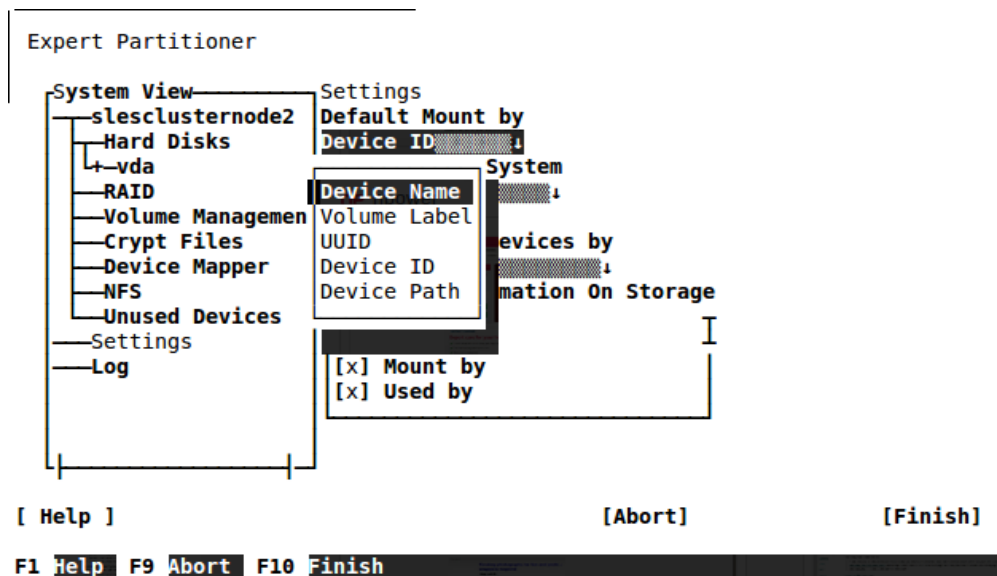 Expert Partitioner
System View
slesclusternode2
Hard Disks
+-vda
RAID
Volume Managemen
Crypt Files
Device Mapper
NFS
Unused Devices
Settings
Log
Settings
Default Mount by
Device ID
System
Device Name
Volume Label
UUID
evices by
Device ID
Device Path
mation On Storage
[x] Mount by
[x] Used by
[ Help ] [Abort] [Finish]
F1 Help F9 Abort F10 Finish